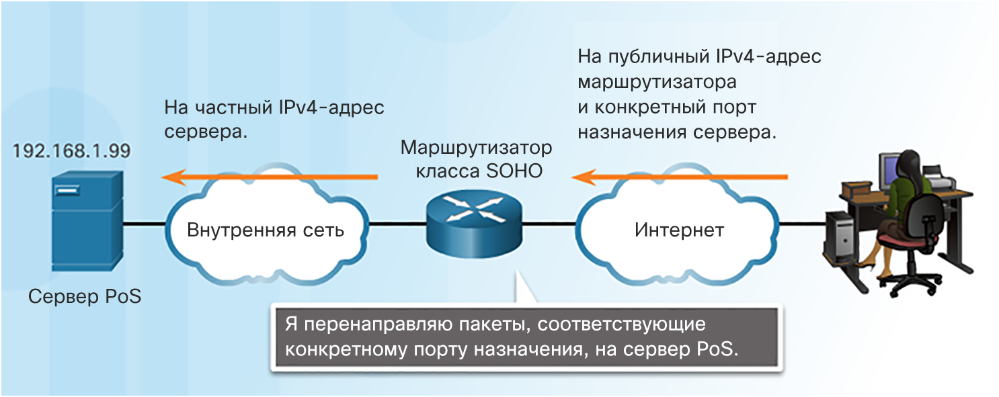 На публичный IPv4-адрес
маршрутизатора
и конкретный порт
назначения сервера.
На частный IPv4-адрес
сервера.
192.168.1.99
Маршрутизатор
класса SOHO
Внутренняя сеть
Интернет
Сервер PoS
Я перенаправляю пакеты, соответствующие
конкретному порту назначения, на сервер PoS.